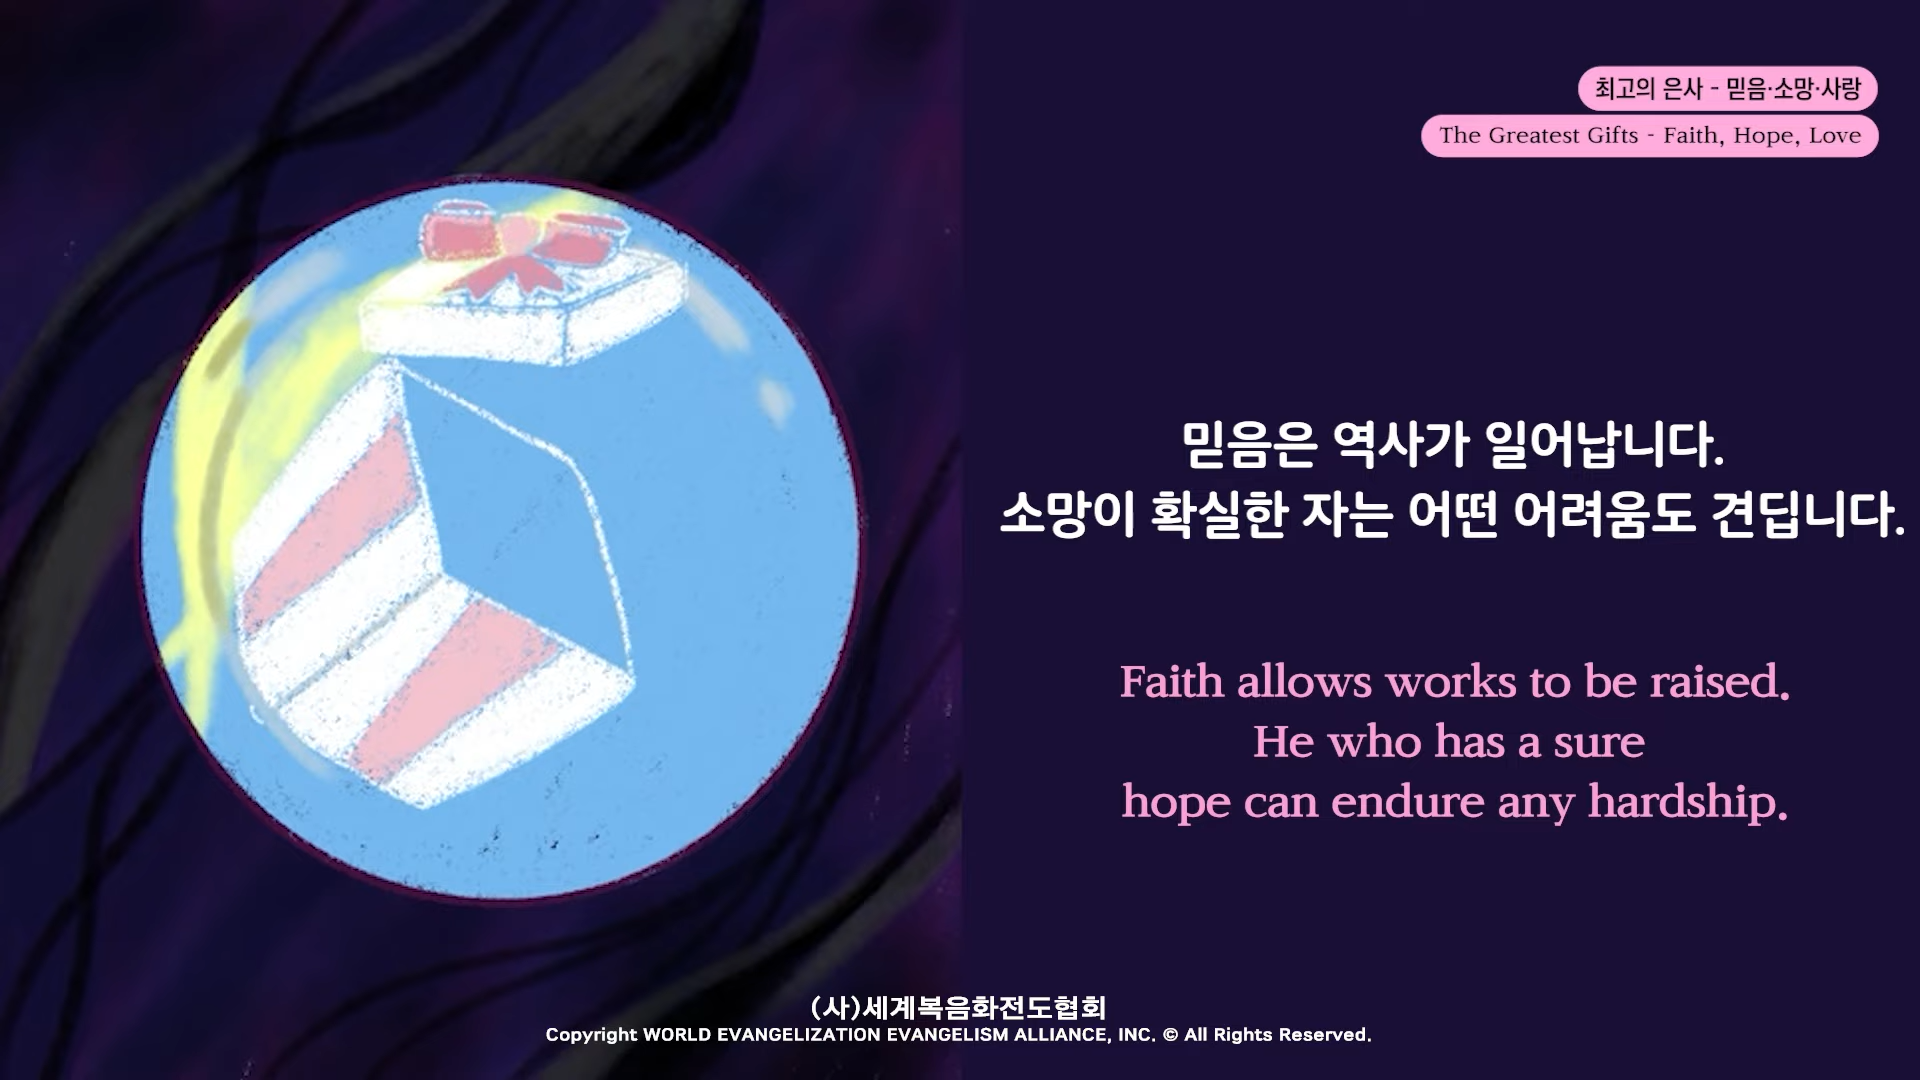 최고의 은사 - 믿음·소망·사랑
The Greatest Gifts - Faith, Hope, Love
믿음은 역사가 일어납니다.
소망이 확실한 자는 어떤 어려움도 견딥니다.
Faith allows works to be raised.
He who has a sure
hope can endure any hardship.
(사)세계복음화전도협회
Copyright WORLD EVANGELIZATION EVANGELISM ALLIANCE, INC. © All Rights Reserved.